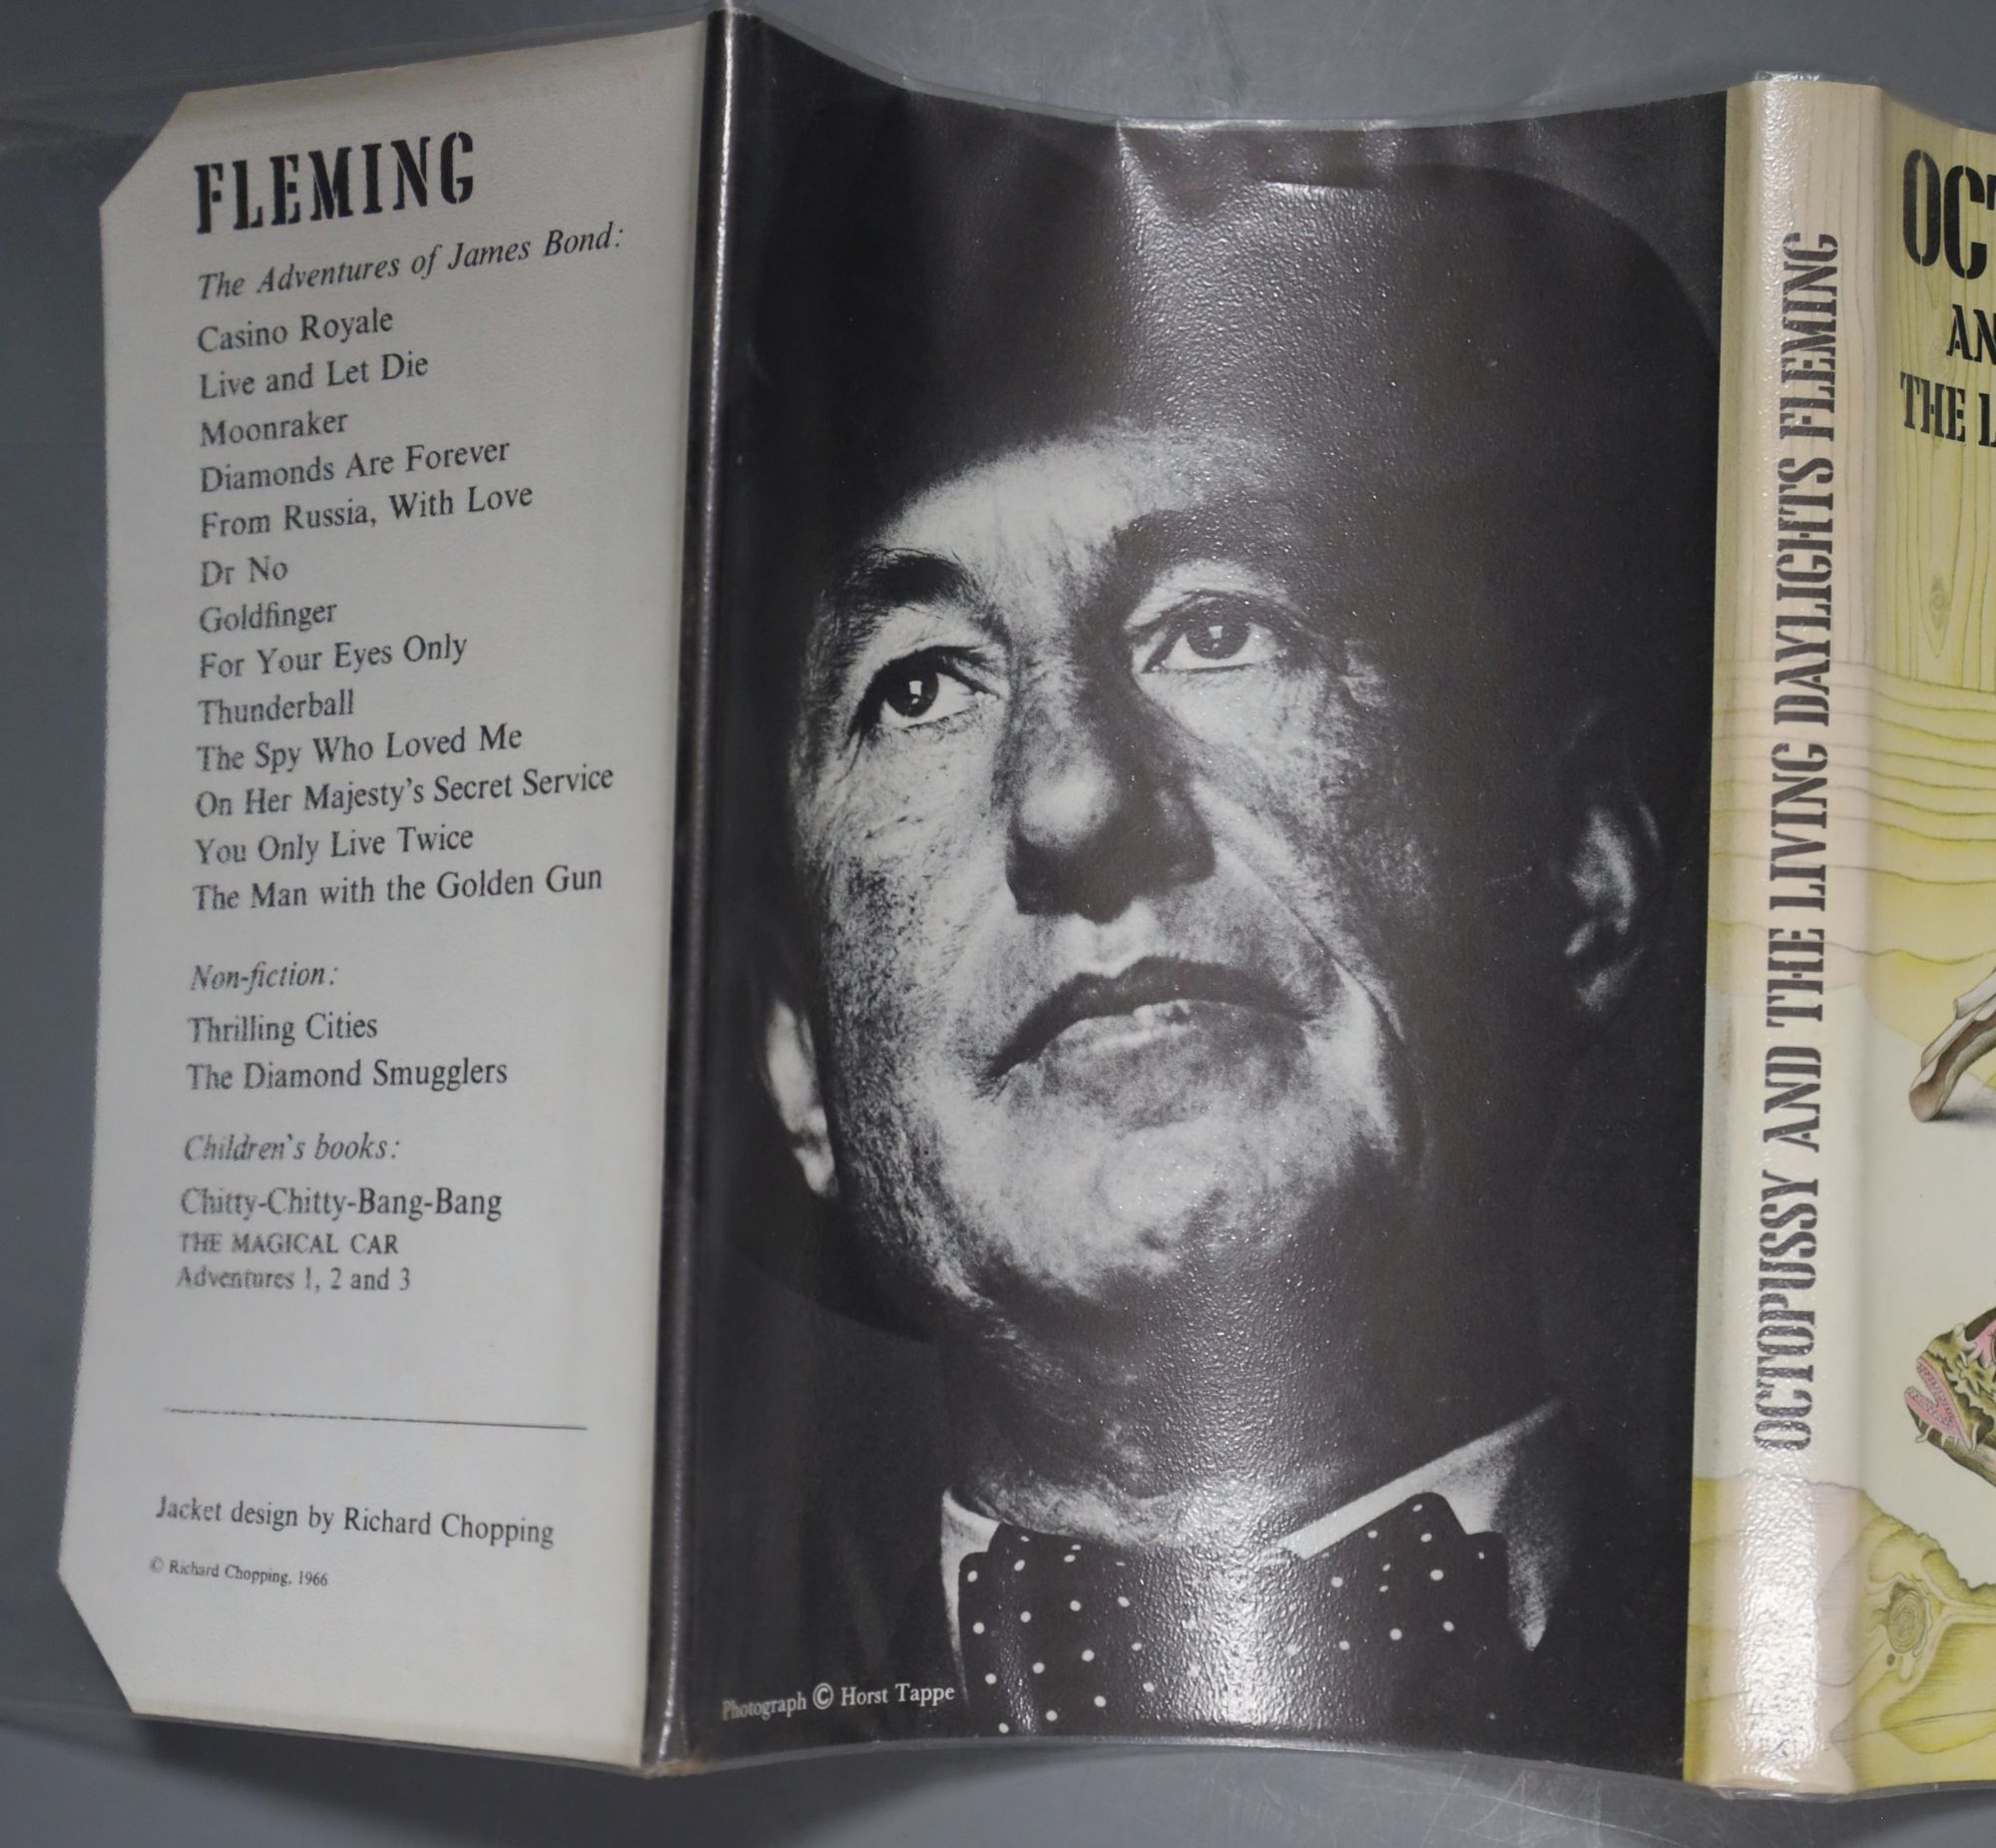 FLEMING
The Adventures of James Bond:
Casino Royale
Live and Let Die
Moonraker
Diamonds Are Forever
From Russia, With Love
Dr No
Goldfinger
For Your Eyes Only
Thunderball
The Spy Who Loved Me
On Her Majesty's Secret Service
You Only Live Twice
The Man with the Golden Gun
Non-fiction:
Thrilling Cities
The Diamond Smugglers
Children's books:
Chitty-Chitty-Bang-Bang
THE MAGICAL CAR
Adventures 1, 2 and 3
Jacket design by Richard Chopping
© Richard Chopping, 1966
Photograph © Horst Tappe
OCTOPUSSY AND THE LIVING DAYLIGHTS FLEMING
OCT
AN
THE L